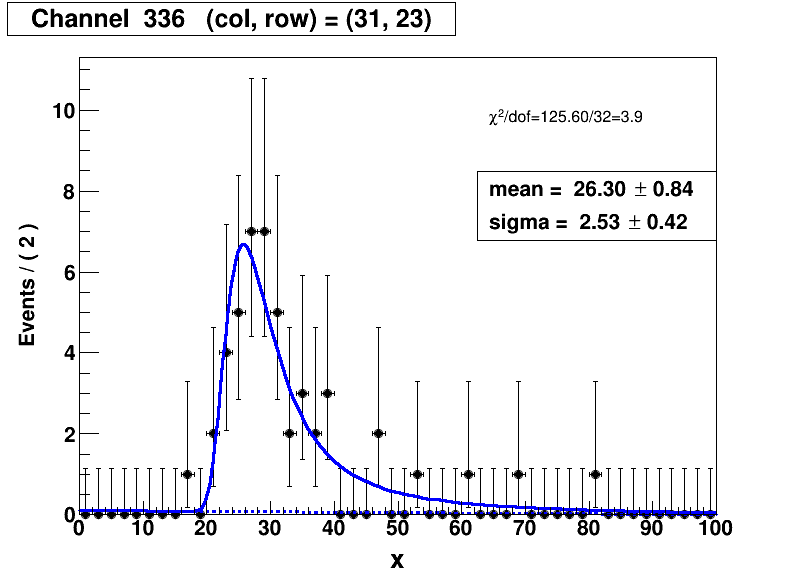 Channel 336 (col, row) = (31, 23)
χ²/dof=125.60/32=3.9
mean = 26.30 ± 0.84
sigma = 2.53 ± 0.42
Events / ( 2 )
10
8
6
4
2
0
0 10 20 30 40 50 60 70 80 90 100
x